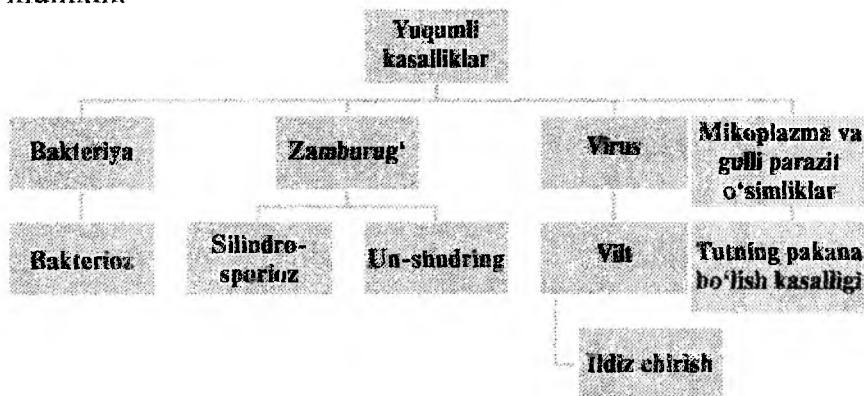 Yuqumli
kasalliklar
Bakteriya
Zamburug‘
Virus
Mikoplazma va
gulli parazit
o‘simliklar
Bakterioz
Silindro-
sporioz
Un-shudring
Vilt
Tutning pakana
bo‘lish kasalligi
Ildiz chirish